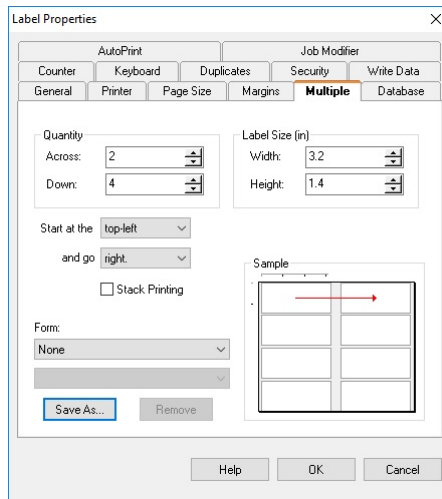 Label Properties
AutoPrint Job Modifier
Counter Keyboard Duplicates Security Write Data
General Printer Page Size Margins Multiple Database
Quantity Label Size (in)
Across: 2 Width: 3.2
Down: 4 Height: 1.4
Start at the top-left
and go right.
Stack Printing
Sample
Form:
None
Save As... Remove
Help OK Cancel